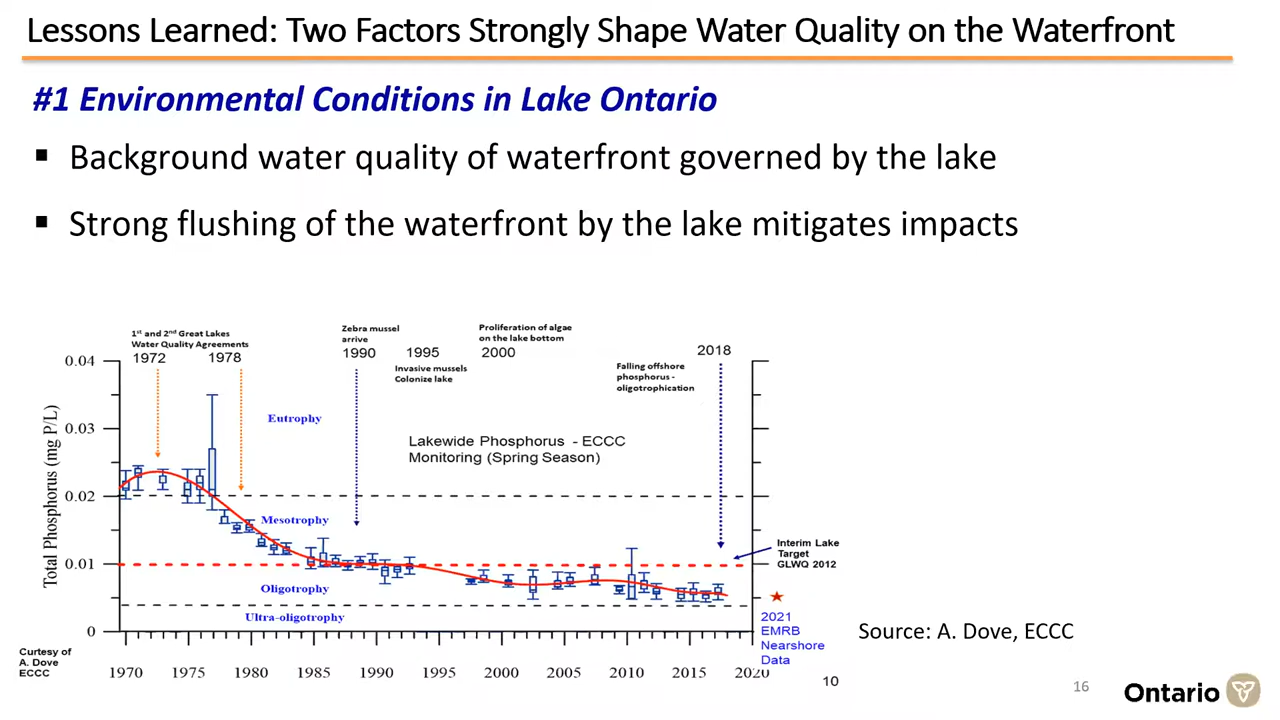 Lessons Learned: Two Factors Strongly Shape Water Quality on the Waterfront
#1 Environmental Conditions in Lake Ontario
▪ Background water quality of waterfront governed by the lake
▪ Strong flushing of the waterfront by the lake mitigates impacts
1st and 2nd Great Lakes
Water Quality Agreements
1972
1978
Zebra mussel
arrive
1990
1995
Invasive mussels
Colonize lake
Proliferation of algae
on the lake bottom
2000
2018
Falling offshore
phosphorus -
oligotrophication
Total Phosphorus (mg P/L)
0.04
0.03
0.02
0.01
0
Eutrophy
Lakewide Phosphorus - ECCC
Monitoring (Spring Season)
Mesotrophy
Oligotrophy
Ultra-oligotrophy
Interim Lake
Target
GLWQ 2012
2021
EMRB
Nearshore
Data
Source: A. Dove, ECCC
Curtesy of
A. Dove
ECCC
1970 1975 1980 1985 1990 1995 2000 2005 2010 2015 2020
10
16
Ontario